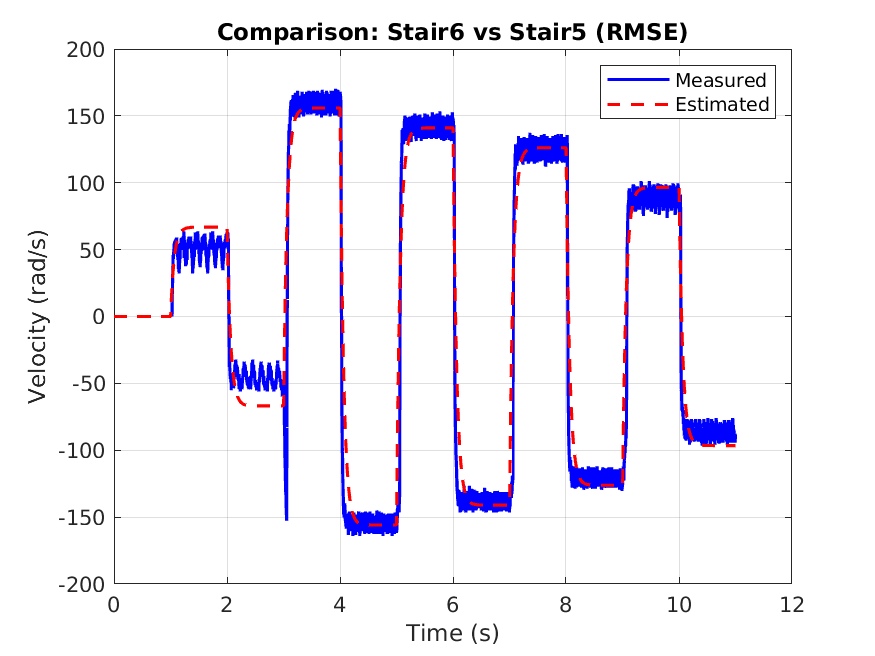 Comparison: Stair6 vs Stair5 (RMSE)
Measured
Estimated
Velocity (rad/s)
200
150
100
50
0
-50
-100
-150
-200
0 2 4 6 8 10 12
Time (s)